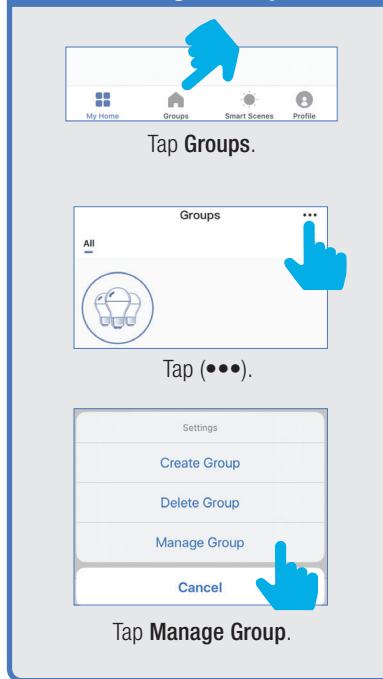 My Home Groups Smart Scenes Profile
Tap Groups.
Groups •••
All
Tap (•••).
Settings
Create Group
Delete Group
Manage Group
Cancel
Tap Manage Group.